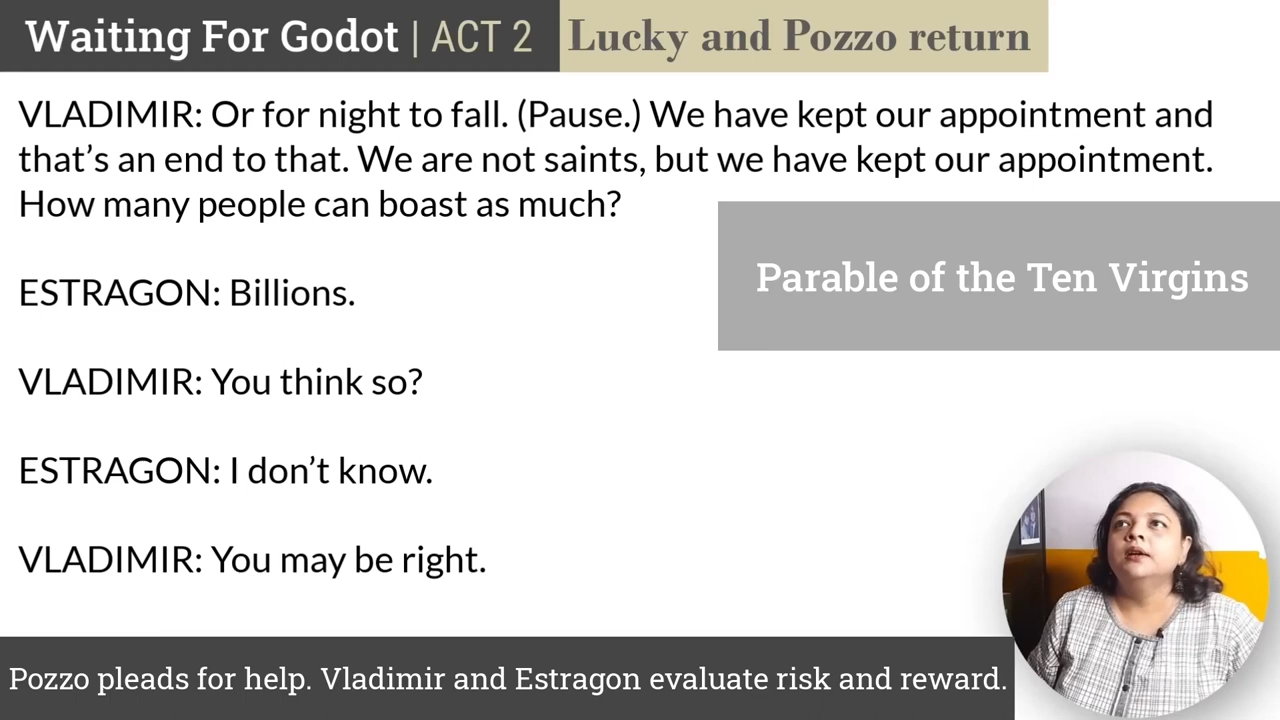 Waiting For Godot | ACT 2 Lucky and Pozzo return
VLADIMIR: Or for night to fall. (Pause.) We have kept our appointment and
that’s an end to that. We are not saints, but we have kept our appointment.
How many people can boast as much?
Parable of the Ten Virgins
ESTRAGON: Billions.
VLADIMIR: You think so?
ESTRAGON: I don’t know.
VLADIMIR: You may be right.
Pozzo pleads for help. Vladimir and Estragon evaluate risk and reward.